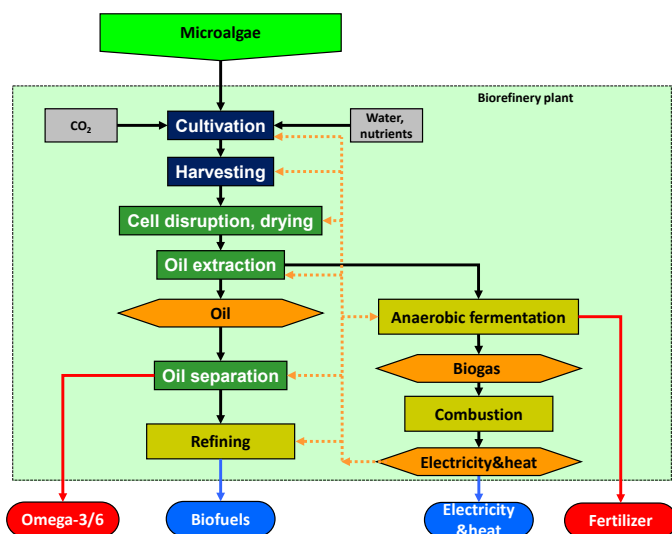 Microalgae
Biorefinery plant
CO₂
Cultivation
Water,
nutrients
Harvesting
Cell disruption, drying
Oil extraction
Oil
Anaerobic fermentation
Biogas
Oil separation
Combustion
Refining
Electricity&heat
Omega-3/6
Biofuels
Electricity
&heat
Fertilizer